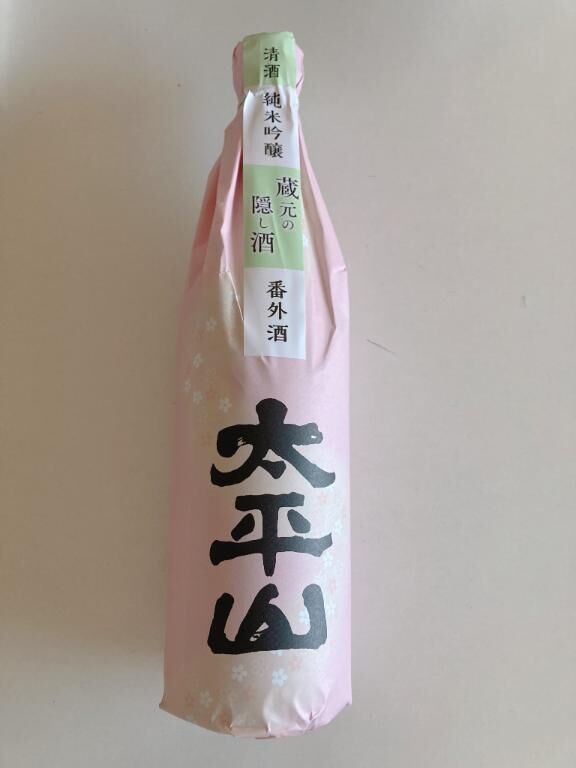 清酒
純米吟醸
蔵元の
隠し酒
番外酒
太平山